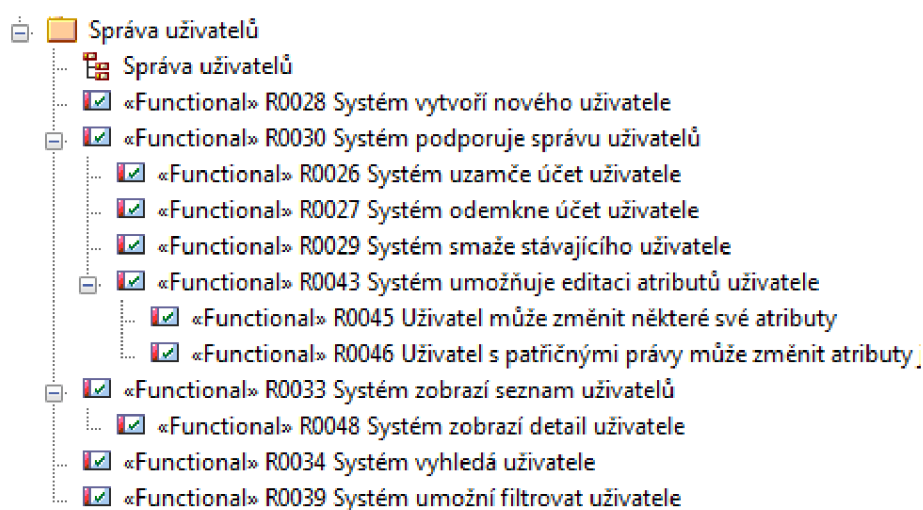 Správa uživatelů
Správa uživatelů
«Functional» R0028 Systém vytvoří nového uživatele
«Functional» R0030 Systém podporuje správu uživatelů
«Functional» R0026 Systém uzamče účet uživatele
«Functional» R0027 Systém odemkne účet uživatele
«Functional» R0029 Systém smaže stávajícího uživatele
«Functional» R0043 Systém umožňuje editaci atributů uživatele
«Functional» R0045 Uživatel může změnit některé své atributy
«Functional» R0046 Uživatel s patřičnými právy může změnit atributy
«Functional» R0033 Systém zobrazí seznam uživatelů
«Functional» R0048 Systém zobrazí detail uživatele
«Functional» R0034 Systém vyhledá uživatele
«Functional» R0039 Systém umožní filtrovat uživatele